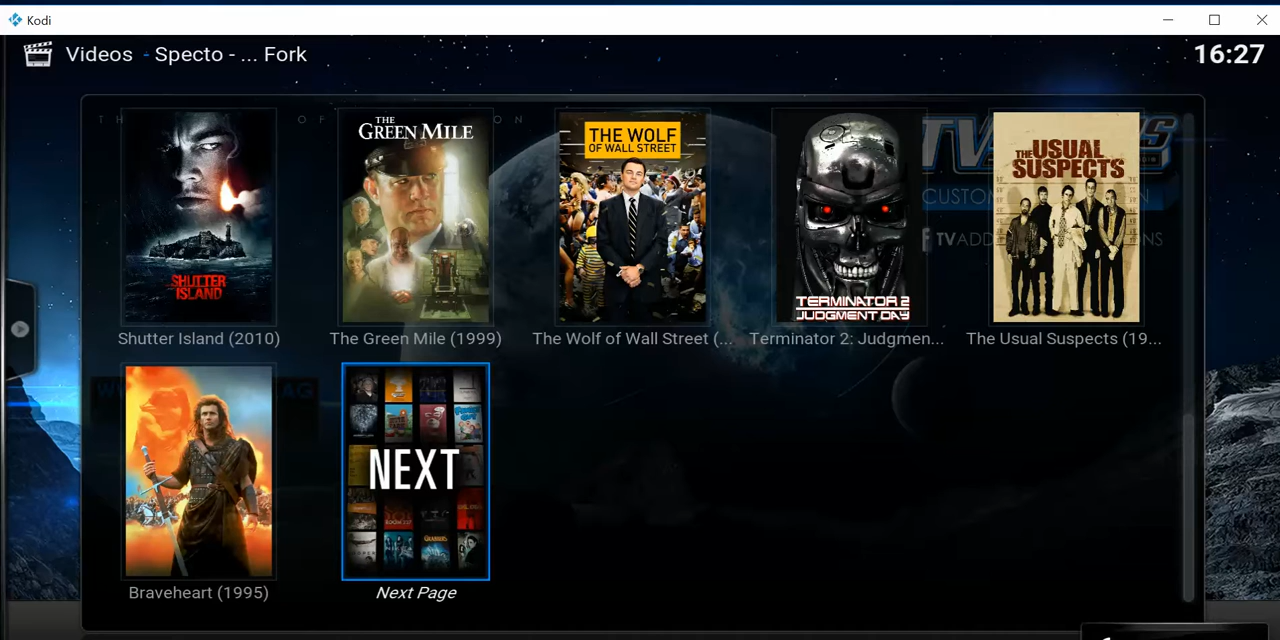 Kodi
Videos - Specto - ... Fork
16:27
THE
GREEN MILE
THE WOLF
OF WALL STREET
THE USUAL
SUSPECTS
SHUTTER
ISLAND
TERMINATOR 2
JUDGMENT DAY
Shutter Island (2010)
The Green Mile (1999)
The Wolf of Wall Street (...
Terminator 2: Judgmen...
The Usual Suspects (19...
NEXT
Braveheart (1995)
Next Page